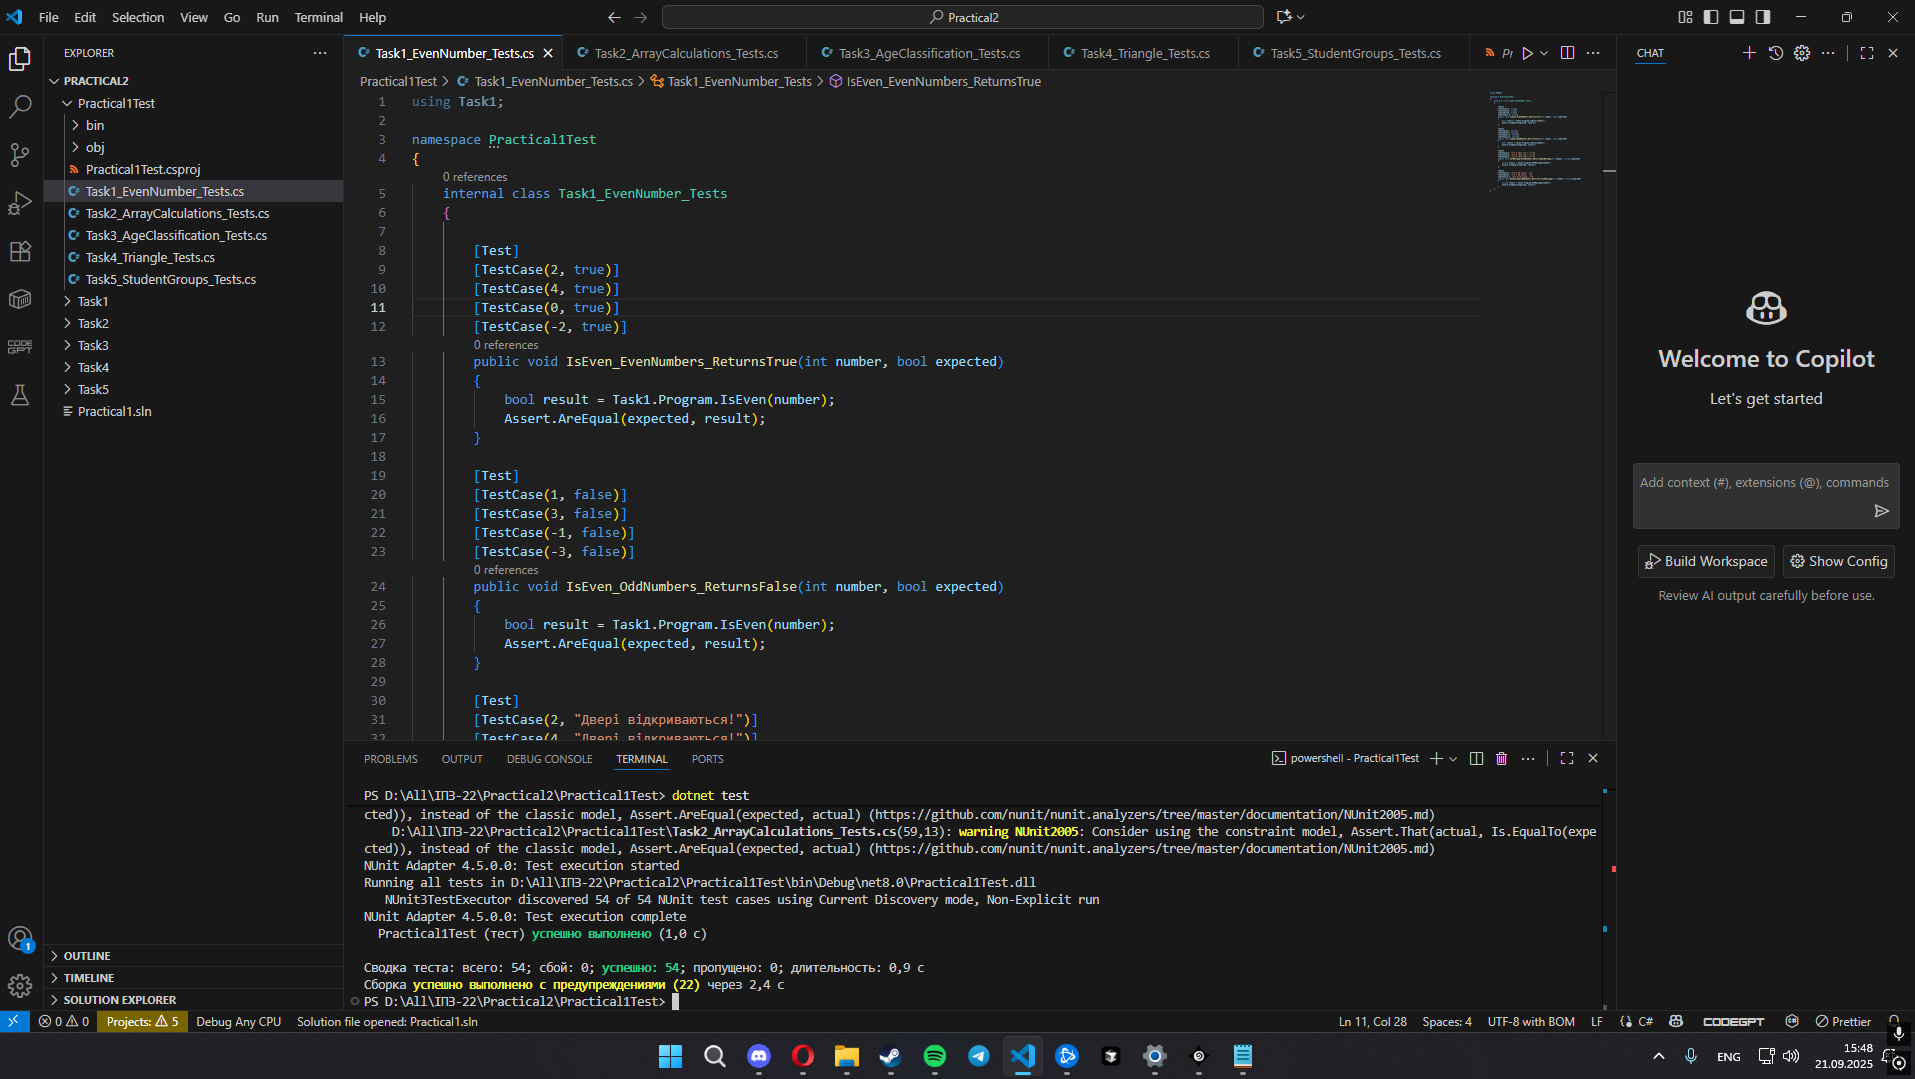 File Edit Selection View Go Run Terminal Help
Practical2
EXPLORER
PRACTICAL2
Practical1Test
bin
obj
Practical1Test.csproj
Task1_EvenNumber_Tests.cs
Task2_ArrayCalculations_Tests.cs
Task3_AgeClassification_Tests.cs
Task4_Triangle_Tests.cs
Task5_StudentGroups_Tests.cs
Task1
Task2
Task3
Task4
Task5
Practical1.sln
CODE GPT
OUTLINE
TIMELINE
SOLUTION EXPLORER
Task1_EvenNumber_Tests.cs Task2_ArrayCalculations_Tests.cs Task3_AgeClassification_Tests.cs Task4_Triangle_Tests.cs Task5_StudentGroups_Tests.cs Pr
Practical1Test > Task1_EvenNumber_Tests.cs > Task1_EvenNumber_Tests > IsEven_EvenNumbers_ReturnsTrue
1 using Task1;
2
3 namespace Practical1Test
4 {
0 references
5 internal class Task1_EvenNumber_Tests
6 {
7
8 [Test]
9 [TestCase(2, true)]
10 [TestCase(4, true)]
11 [TestCase(0, true)]
12 [TestCase(-2, true)]
0 references
13 public void IsEven_EvenNumbers_ReturnsTrue(int number, bool expected)
14 {
15 bool result = Task1.Program.IsEven(number);
16 Assert.AreEqual(expected, result);
17 }
18
19 [Test]
20 [TestCase(1, false)]
21 [TestCase(3, false)]
22 [TestCase(-1, false)]
23 [TestCase(-3, false)]
0 references
24 public void IsEven_OddNumbers_ReturnsFalse(int number, bool expected)
25 {
26 bool result = Task1.Program.IsEven(number);
27 Assert.AreEqual(expected, result);
28 }
29
30 [Test]
31 [TestCase(2, "Двері відкриваються!")]
32 [TestCase(4, "Двері відкриваються!")]
PROBLEMS OUTPUT DEBUG CONSOLE TERMINAL PORTS
powershell - Practical1Test
PS D:\All\ІПЗ-22\Practical2\Practical1Test> dotnet test
cted)), instead of the classic model, Assert.AreEqual(expected, actual) (https://github.com/nunit/nunit.analyzers/tree/master/documentation/NUnit2005.md)
D:\All\ІПЗ-22\Practical2\Practical1Test\Task2_ArrayCalculations_Tests.cs(59,13): warning NUnit2005: Consider using the constraint model, Assert.That(actual, Is.EqualTo(expe
cted)), instead of the classic model, Assert.AreEqual(expected, actual) (https://github.com/nunit/nunit.analyzers/tree/master/documentation/NUnit2005.md)
NUnit Adapter 4.5.0.0: Test execution started
Running all tests in D:\All\ІПЗ-22\Practical2\Practical1Test\bin\Debug\net8.0\Practical1Test.dll
NUnit3TestExecutor discovered 54 of 54 NUnit test cases using Current Discovery mode, Non-Explicit run
NUnit Adapter 4.5.0.0: Test execution complete
Practical1Test (тест) успешно выполнено (1,0 с)
Сводка теста: всего: 54; сбой: 0; успешно: 54; пропущено: 0; длительность: 0,9 с
Сборка успешно выполнено с предупреждениями (22) через 2,4 с
PS D:\All\ІПЗ-22\Practical2\Practical1Test>
CHAT
Welcome to Copilot
Let's get started
Add context (#), extensions (@), commands
Build Workspace Show Config
Review AI output carefully before use.
1
0 0 Projects: 5 Debug Any CPU Solution file opened: Practical1.sln
Ln 11, Col 28 Spaces: 4 UTF-8 with BOM LF C# CODEGPT Prettier
ENG
15:48
21.09.2025